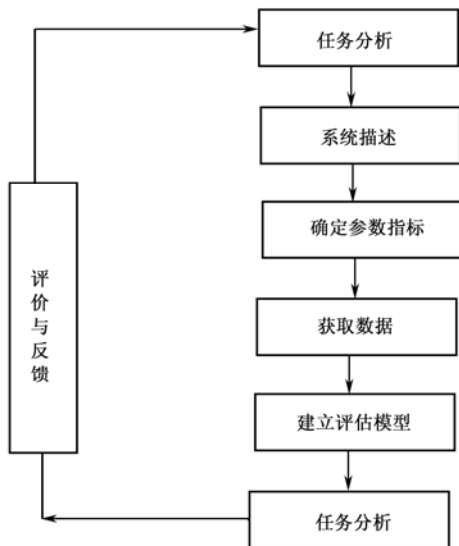 任务分析
系统描述
确定参数指标
获取数据
建立评估模型
任务分析
评价与反馈